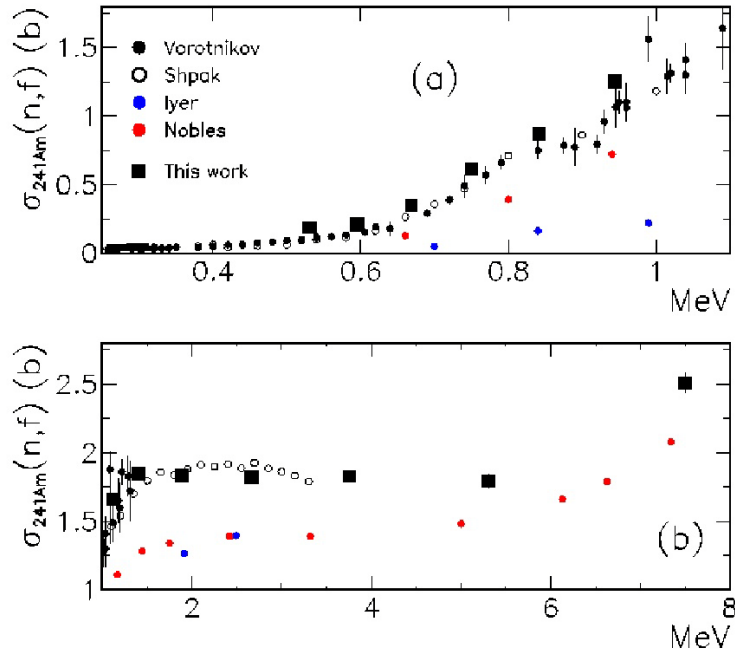 σ241Am(n,f) (b)
1.5
1
0.5
0
Vorotnikov
Shpak
Iyer
Nobles
This work
(a)
0.4
0.6
0.8
1
MeV
σ241Am(n,f) (b)
2.5
2
1.5
1
(b)
2
4
6
8
MeV